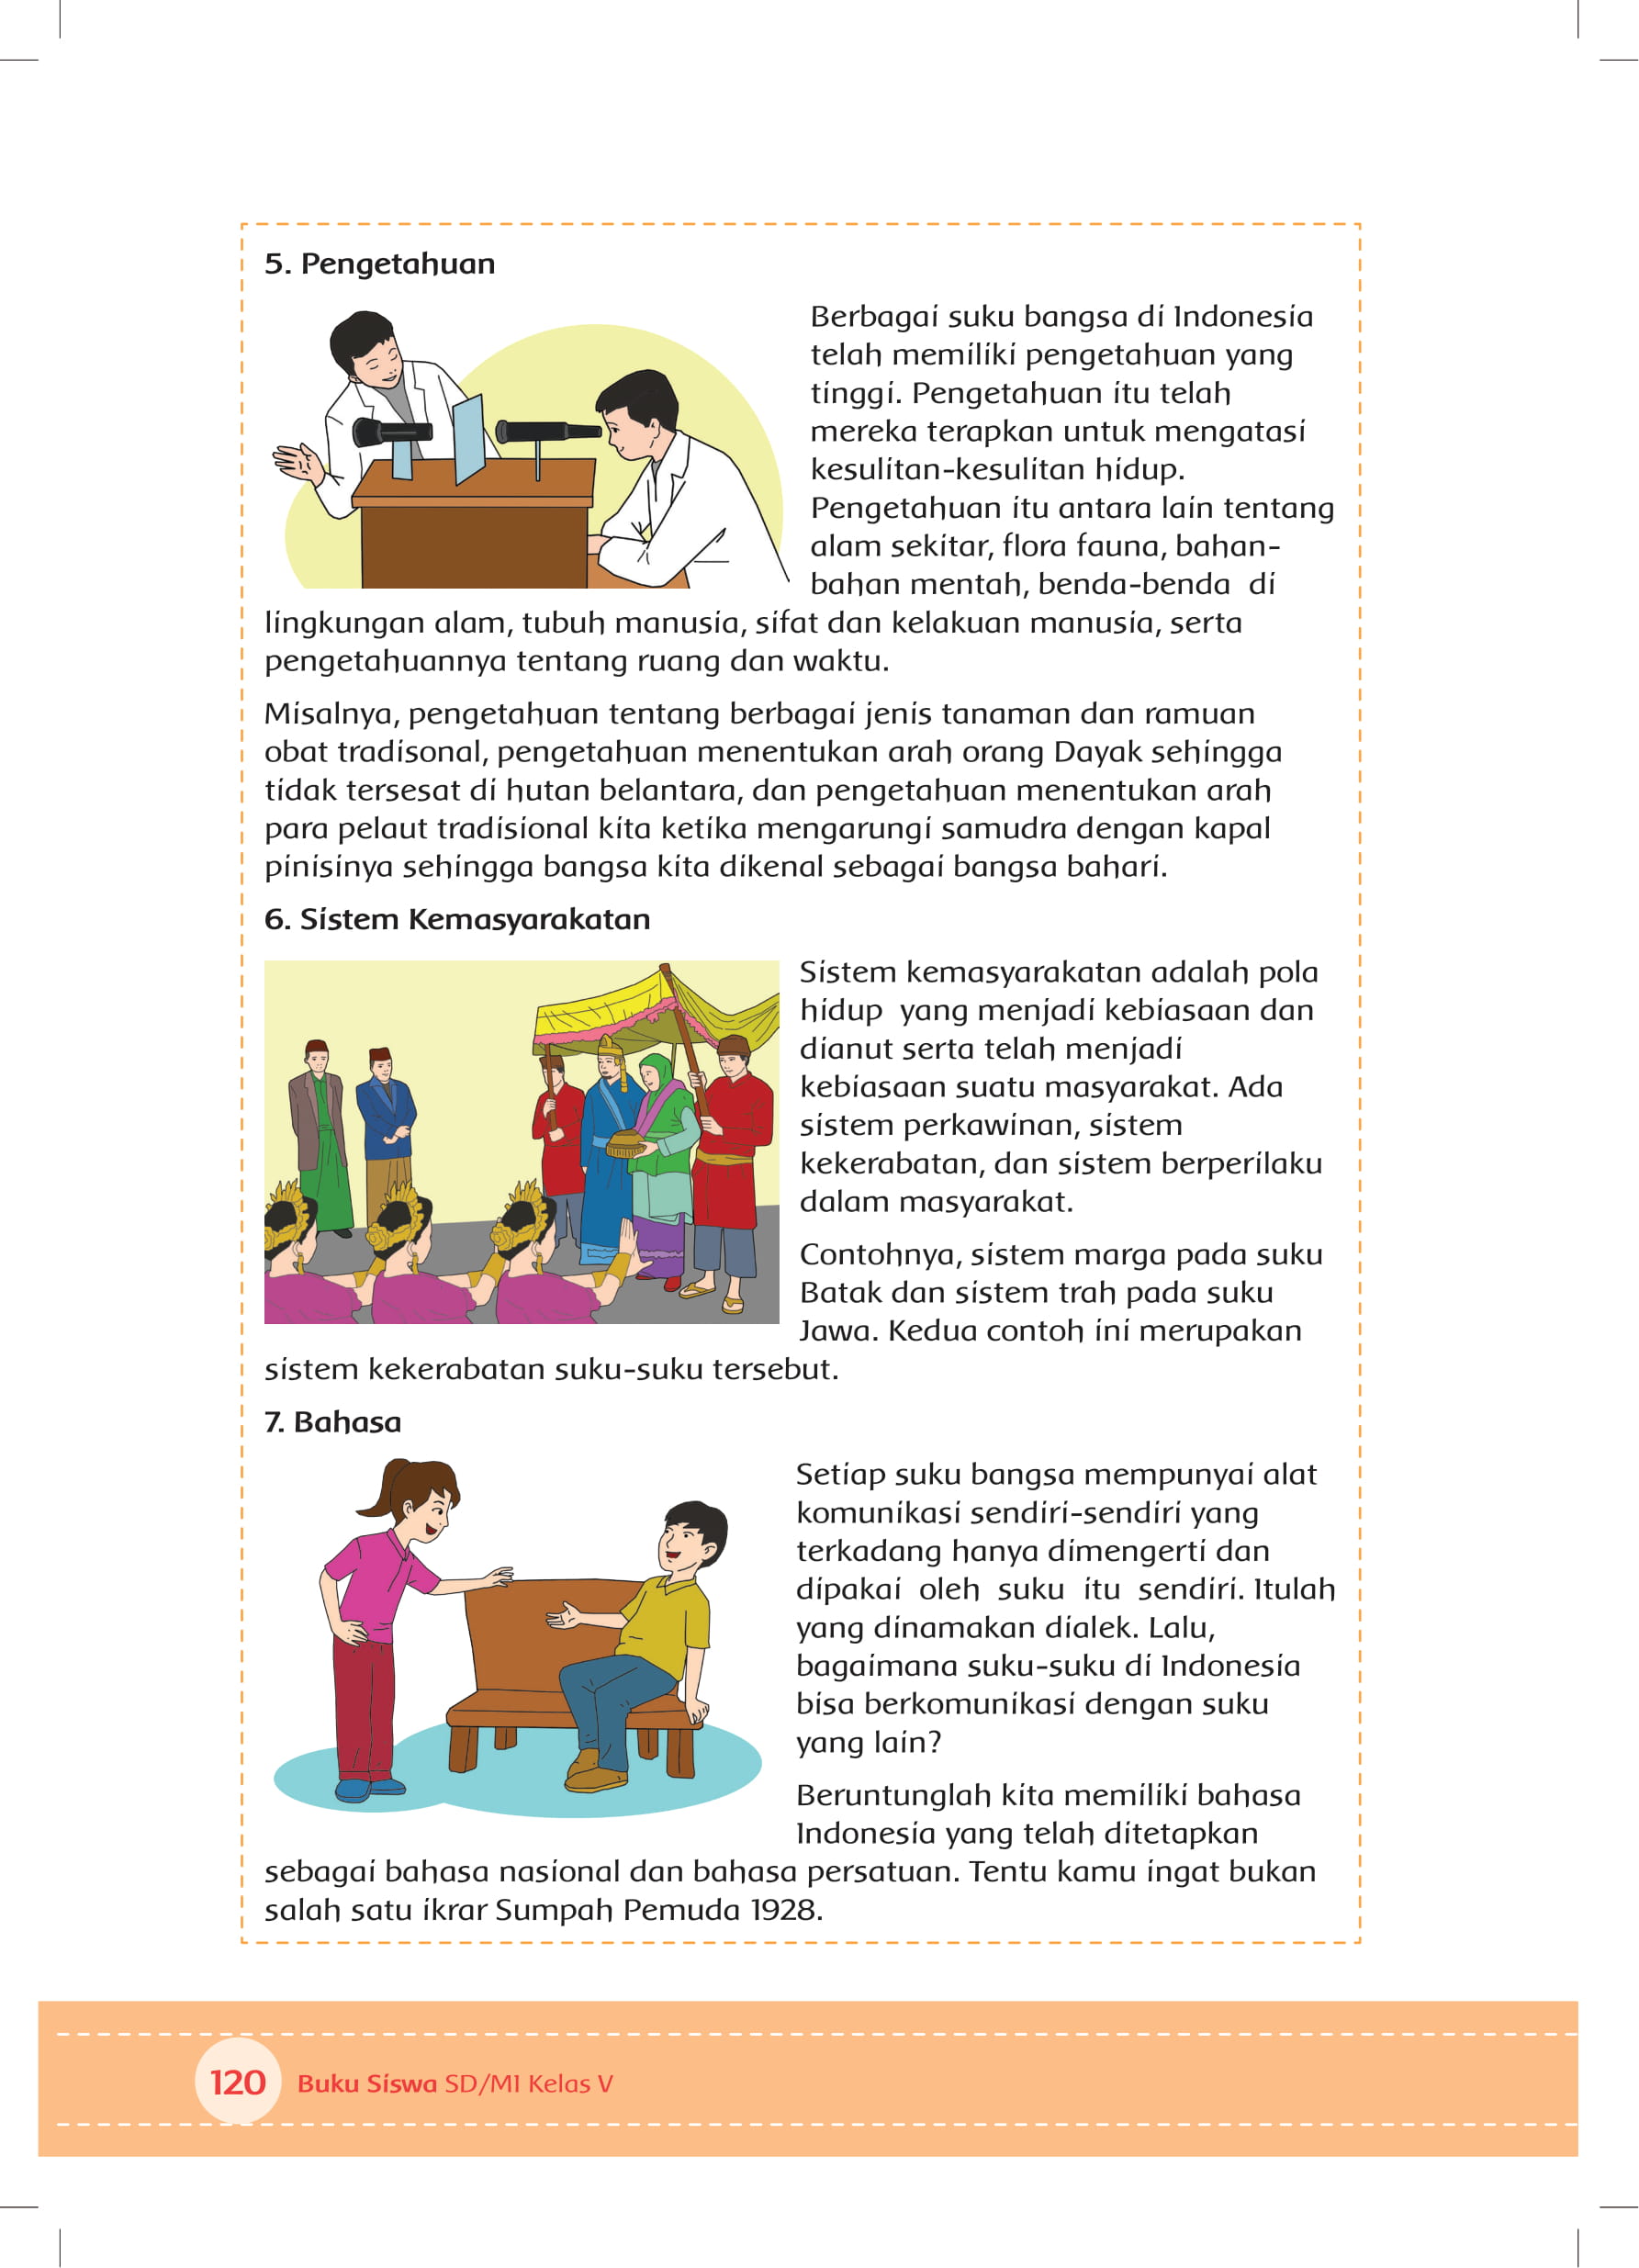 5. Pengetahuan
Berbagai suku bangsa di Indonesia
telah memiliki pengetahuan yang
tinggi. Pengetahuan itu telah
mereka terapkan untuk mengatasi
kesulitan-kesulitan hidup.
Pengetahuan itu antara lain tentang
alam sekitar, flora fauna, bahan-
bahan mentah, benda-benda di
lingkungan alam, tubuh manusia, sifat dan kelakuan manusia, serta
pengetahuannya tentang ruang dan waktu.
Misalnya, pengetahuan tentang berbagai jenis tanaman dan ramuan
obat tradisonal, pengetahuan menentukan arah orang Dayak sehingga
tidak tersesat di hutan belantara, dan pengetahuan menentukan arah
para pelaut tradisional kita ketika mengarungi samudra dengan kapal
pinisinya sehingga bangsa kita dikenal sebagai bangsa bahari.
6. Sistem Kemasyarakatan
Sistem kemasyarakatan adalah pola
hidup yang menjadi kebiasaan dan
dianut serta telah menjadi
kebiasaan suatu masyarakat. Ada
sistem perkawinan, sistem
kekerabatan, dan sistem berperilaku
dalam masyarakat.
Contohnya, sistem marga pada suku
Batak dan sistem trah pada suku
Jawa. Kedua contoh ini merupakan
sistem kekerabatan suku-suku tersebut.
7. Bahasa
Setiap suku bangsa mempunyai alat
komunikasi sendiri-sendiri yang
terkadang hanya dimengerti dan
dipakai oleh suku itu sendiri. Itulah
yang dinamakan dialek. Lalu,
bagaimana suku-suku di Indonesia
bisa berkomunikasi dengan suku
yang lain?
Beruntunglah kita memiliki bahasa
Indonesia yang telah ditetapkan
sebagai bahasa nasional dan bahasa persatuan. Tentu kamu ingat bukan
salah satu ikrar Sumpah Pemuda 1928.
120 Buku Siswa SD/MI Kelas V